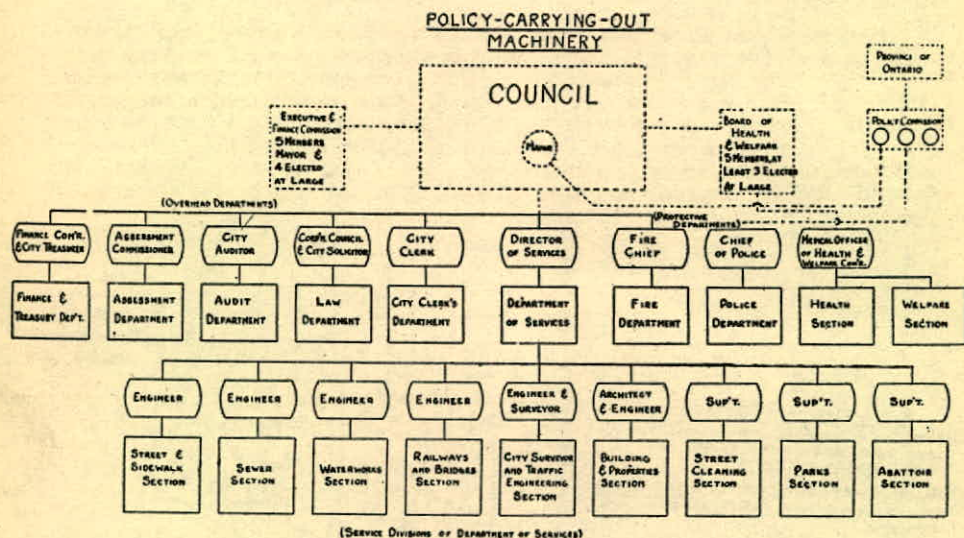 POLICY-CARRYING-OUT
MACHINERY
PROVINCE OF
ONTARIO
COUNCIL
MAYOR
EXECUTIVE &
FINANCE COMMISSION
5 MEMBERS
MAYOR &
4 ELECTED
AT LARGE
BOARD OF
HEALTH
& WELFARE
5 MEMBERS, AT
LEAST 3 ELECTED
AT LARGE
POLICE COMMISSION
(OVERHEAD DEPARTMENTS)
(PROTECTIVE
DEPARTMENTS)
FINANCE COM'R.
& CITY TREASURER
ASSESSMENT
COMMISSIONER
CITY
AUDITOR
CORP'N. COUNCIL
& CITY SOLICITOR
CITY
CLERK
DIRECTOR
OF SERVICES
FIRE
CHIEF
CHIEF
OF POLICE
MEDICAL OFFICER
OF HEALTH &
WELFARE COM'R.
FINANCE &
TREASURY DEP'T.
ASSESSMENT
DEPARTMENT
AUDIT
DEPARTMENT
LAW
DEPARTMENT
CITY CLERK'S
DEPARTMENT
DEPARTMENT
OF SERVICES
FIRE
DEPARTMENT
POLICE
DEPARTMENT
HEALTH
SECTION
WELFARE
SECTION
ENGINEER
ENGINEER
ENGINEER
ENGINEER
ENGINEER &
SURVEYOR
ARCHITECT
& ENGINEER
SUP'T.
SUP'T.
SUP'T.
STREET &
SIDEWALK
SECTION
SEWER
SECTION
WATERWORKS
SECTION
RAILWAYS
AND BRIDGES
SECTION
CITY SURVEYOR
AND TRAFFIC
ENGINEERING
SECTION
BUILDING
& PROPERTIES
SECTION
STREET
CLEANING
SECTION
PARKS
SECTION
ABATTOIR
SECTION
(SERVICE DIVISIONS OF DEPARTMENT OF SERVICES)